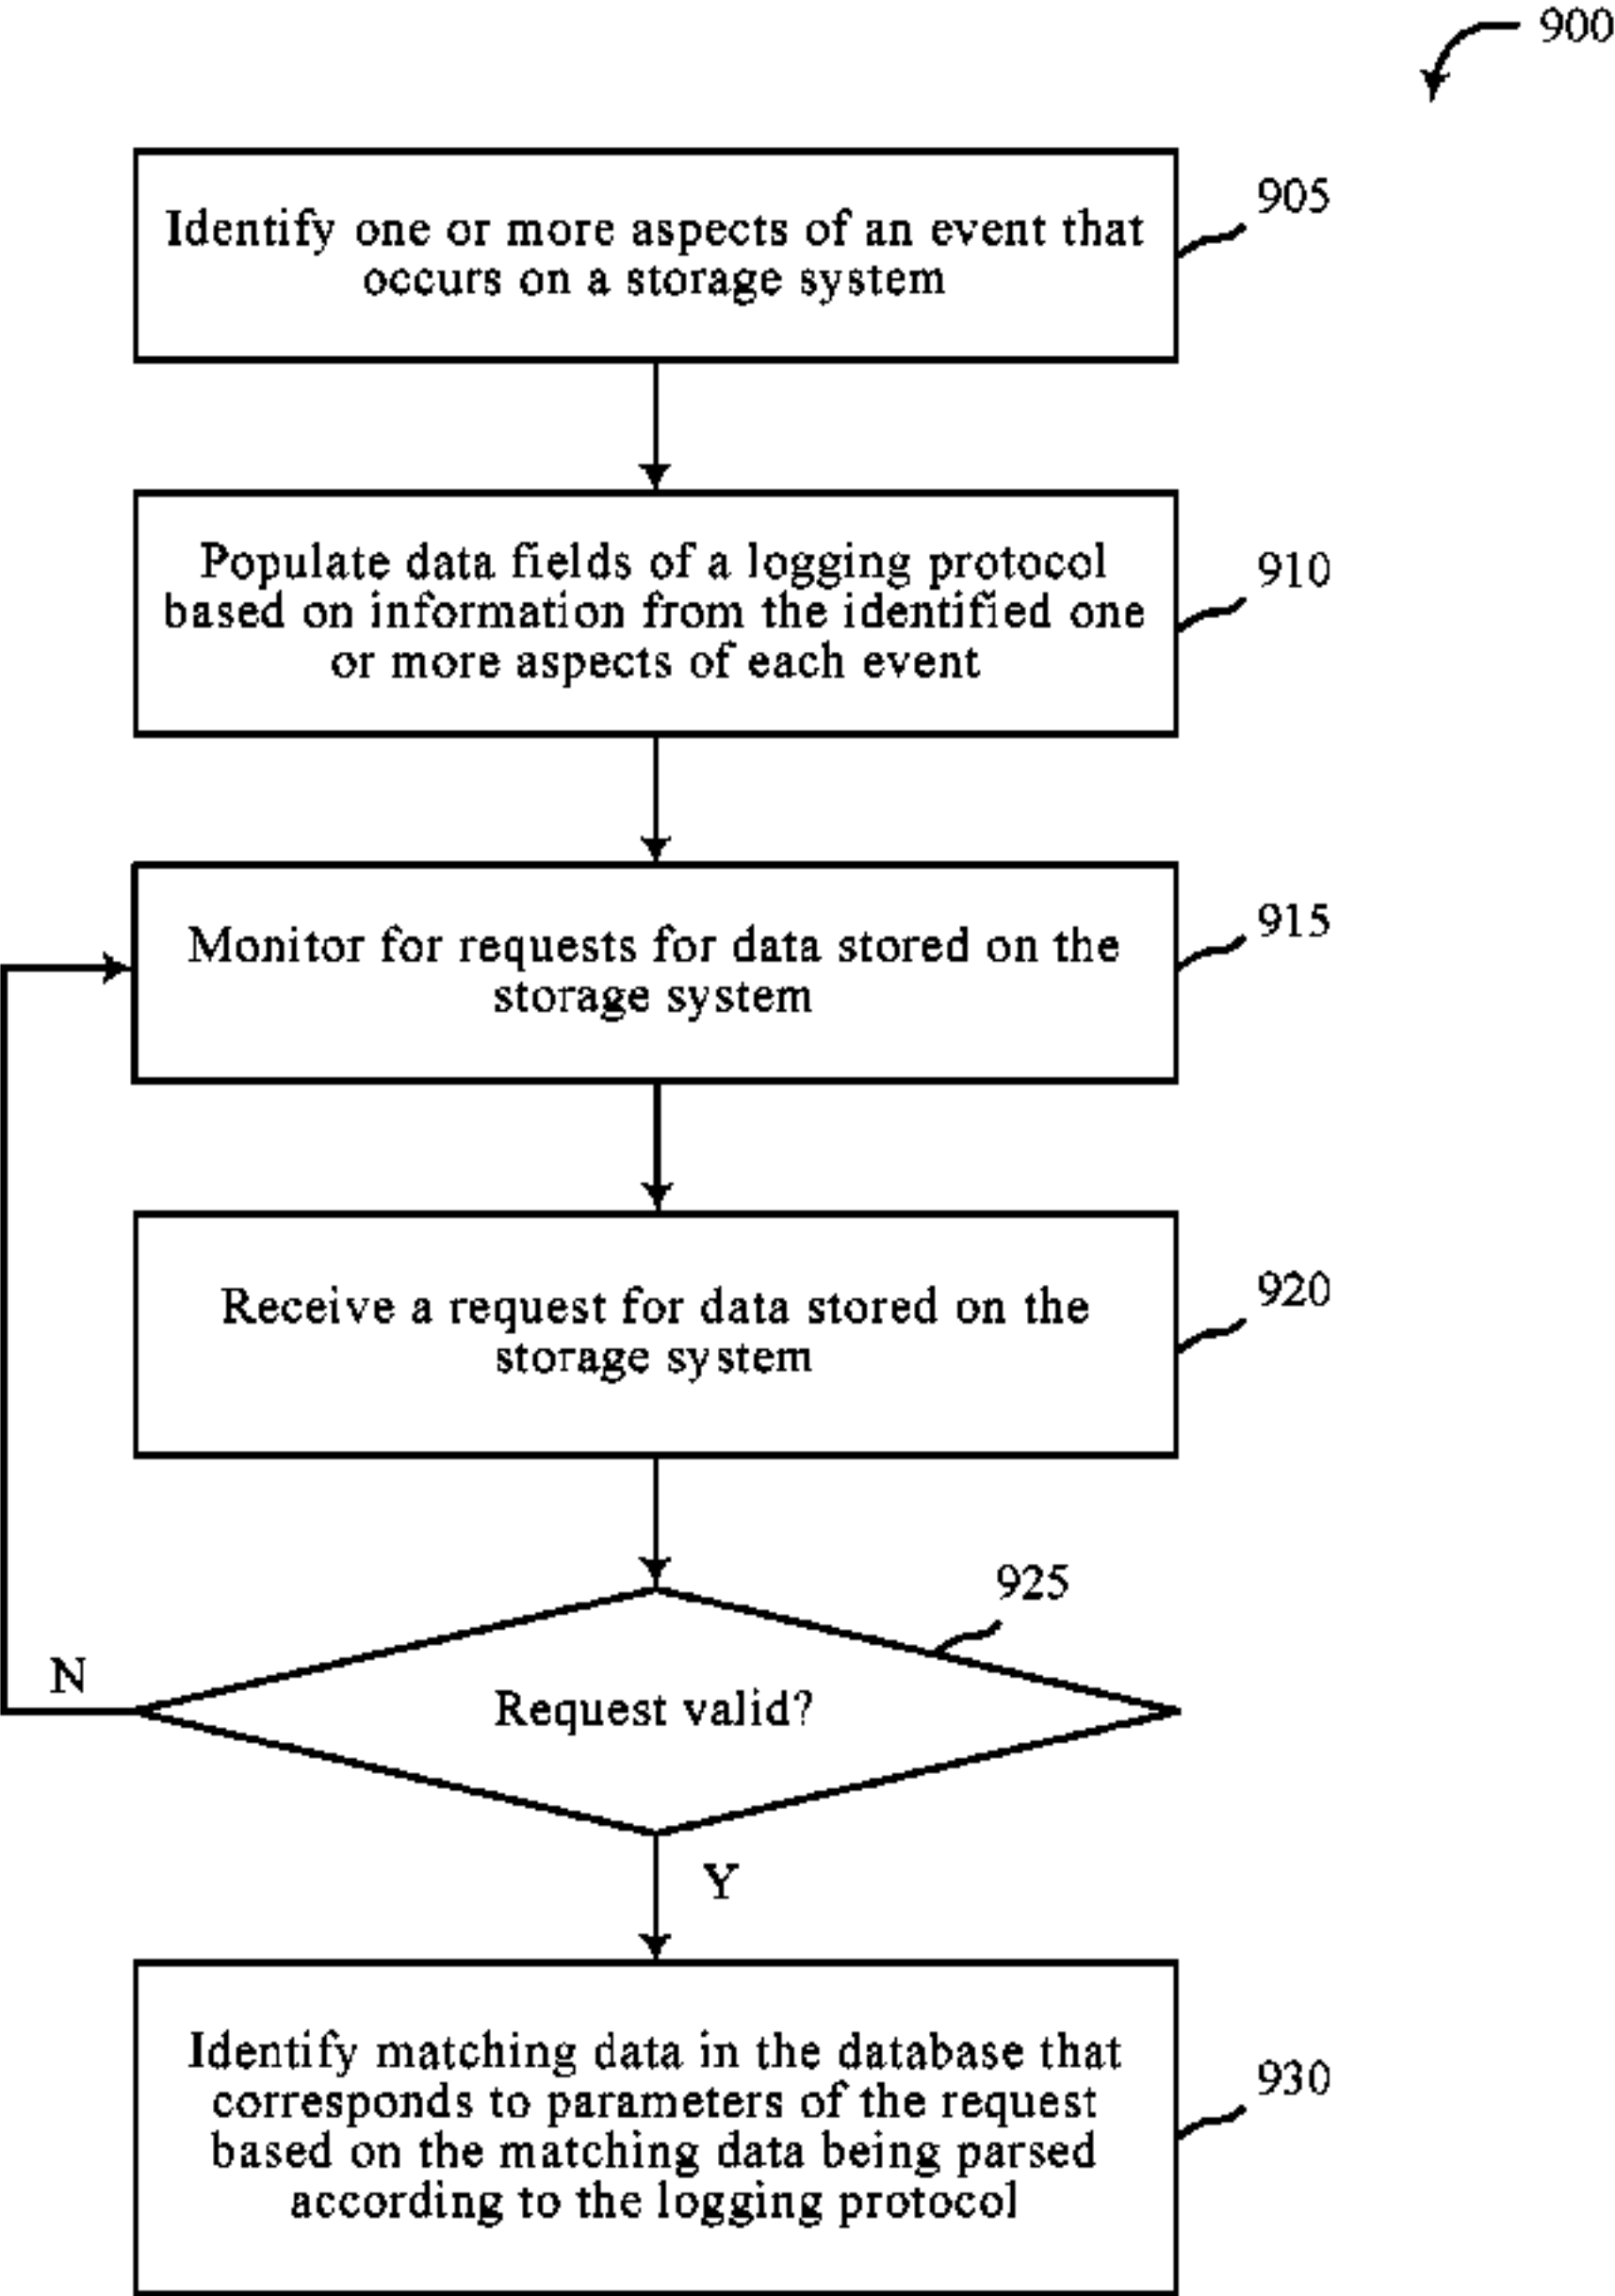 900
Identify one or more aspects of an event that
occurs on a storage system
905
Populate data fields of a logging protocol
based on information from the identified one
or more aspects of each event
910
Monitor for requests for data stored on the
storage system
915
Receive a request for data stored on the
storage system
920
925
Request valid?
N
Y
Identify matching data in the database that
corresponds to parameters of the request
based on the matching data being parsed
according to the logging protocol
930